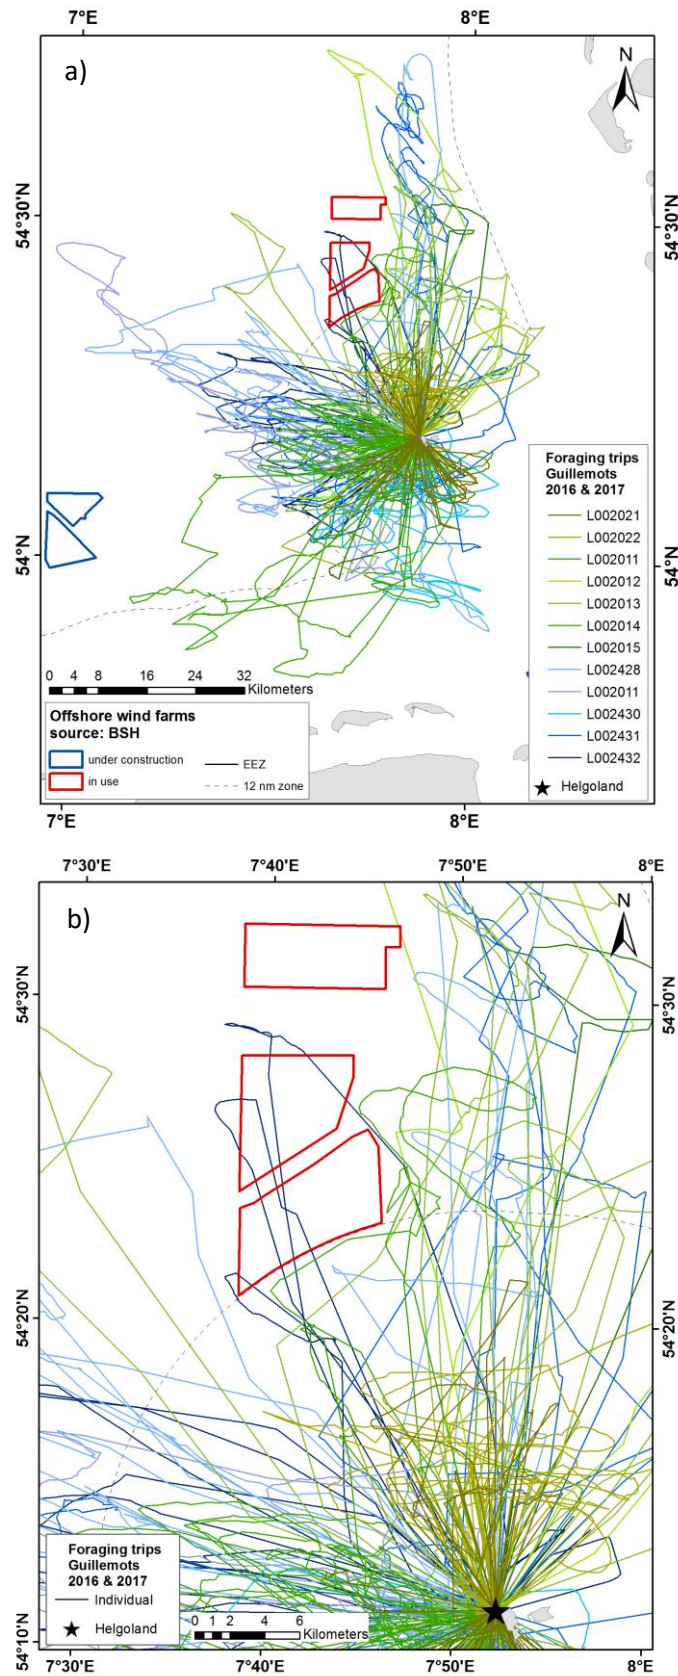 7°E 8°E
a)
N
54°30'N 54°30'N
54°N 54°N
Foraging trips
Guillemots
2016 & 2017
L002021
L002022
L002011
L002012
L002013
L002014
L002015
L002428
L002011
L002430
L002431
L002432
Helgoland
0 4 8 16 24 32
Kilometers
Offshore wind farms
source: BSH
under construction EEZ
in use 12 nm zone
7°E 8°E
7°30'E 7°40'E 7°50'E 8°E
b)
N
54°30'N 54°30'N
54°20'N 54°20'N
Foraging trips
Guillemots
2016 & 2017
Individual
Helgoland
0 1 2 4 6
Kilometers
54°10'N 54°10'N
7°30'E 7°40'E 7°50'E 8°E